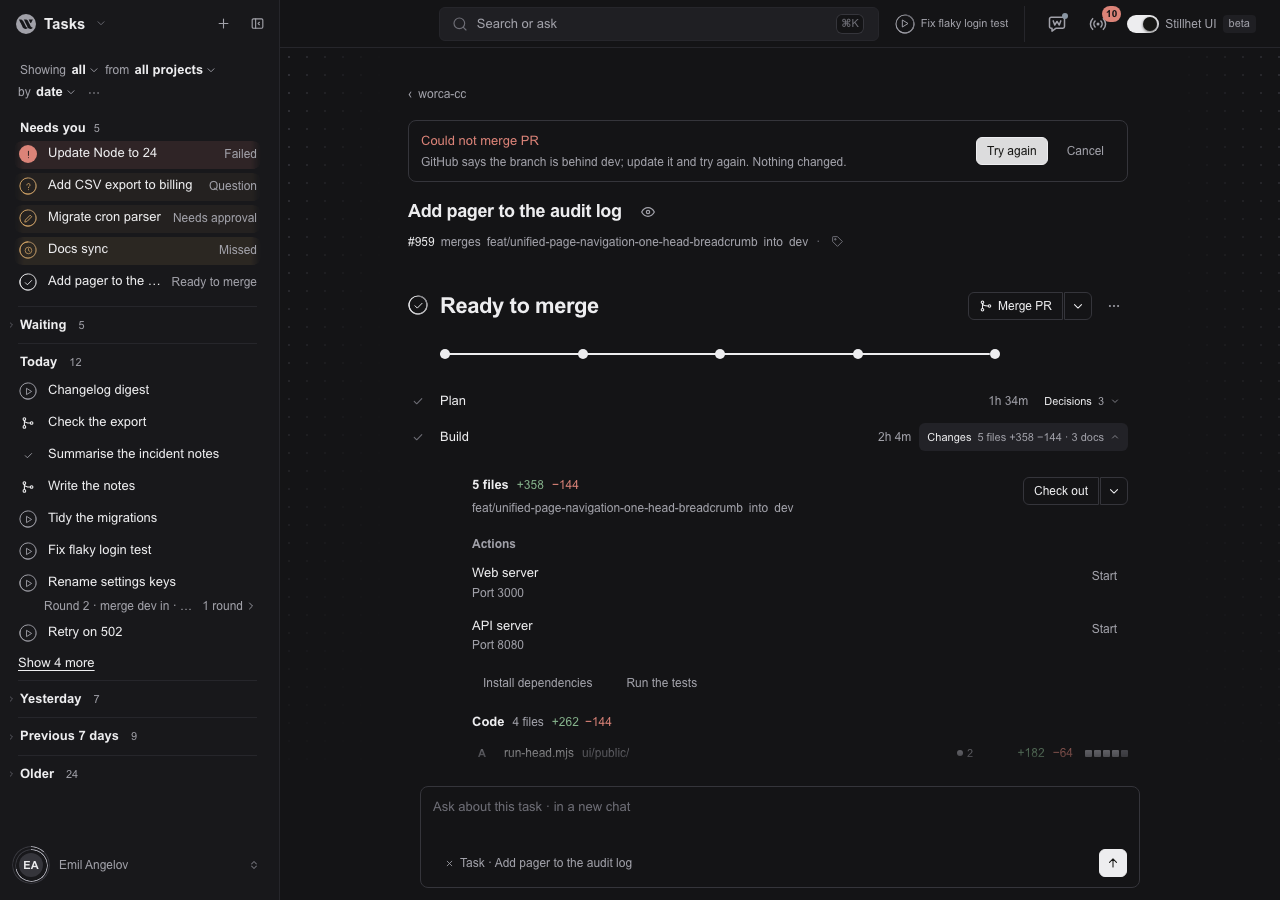 Tasks
Search or ask
⌘K
Fix flaky login test
10
Stillhet UI beta
Showing all from all projects
by date ...
Needs you 5
Update Node to 24 Failed
Add CSV export to billing Question
Migrate cron parser Needs approval
Docs sync Missed
Add pager to the ... Ready to merge
Waiting 5
Today 12
Changelog digest
Check the export
Summarise the incident notes
Write the notes
Tidy the migrations
Fix flaky login test
Rename settings keys
Round 2 · merge dev in · ... 1 round >
Retry on 502
Show 4 more
Yesterday 7
Previous 7 days 9
Older 24
EA Emil Angelov
‹ worca-cc
Could not merge PR
GitHub says the branch is behind dev; update it and try again. Nothing changed.
Try again Cancel
Add pager to the audit log
#959 merges feat/unified-page-navigation-one-head-breadcrumb into dev ·
Ready to merge
Merge PR ...
Plan 1h 34m Decisions 3
Build 2h 4m Changes 5 files +358 −144 · 3 docs
5 files +358 −144
Check out
feat/unified-page-navigation-one-head-breadcrumb into dev
Actions
Web server
Port 3000
Start
API server
Port 8080
Start
Install dependencies Run the tests
Code 4 files +262 −144
A run-head.mjs ui/public/ 2 +182 −64
Ask about this task · in a new chat
× Task · Add pager to the audit log